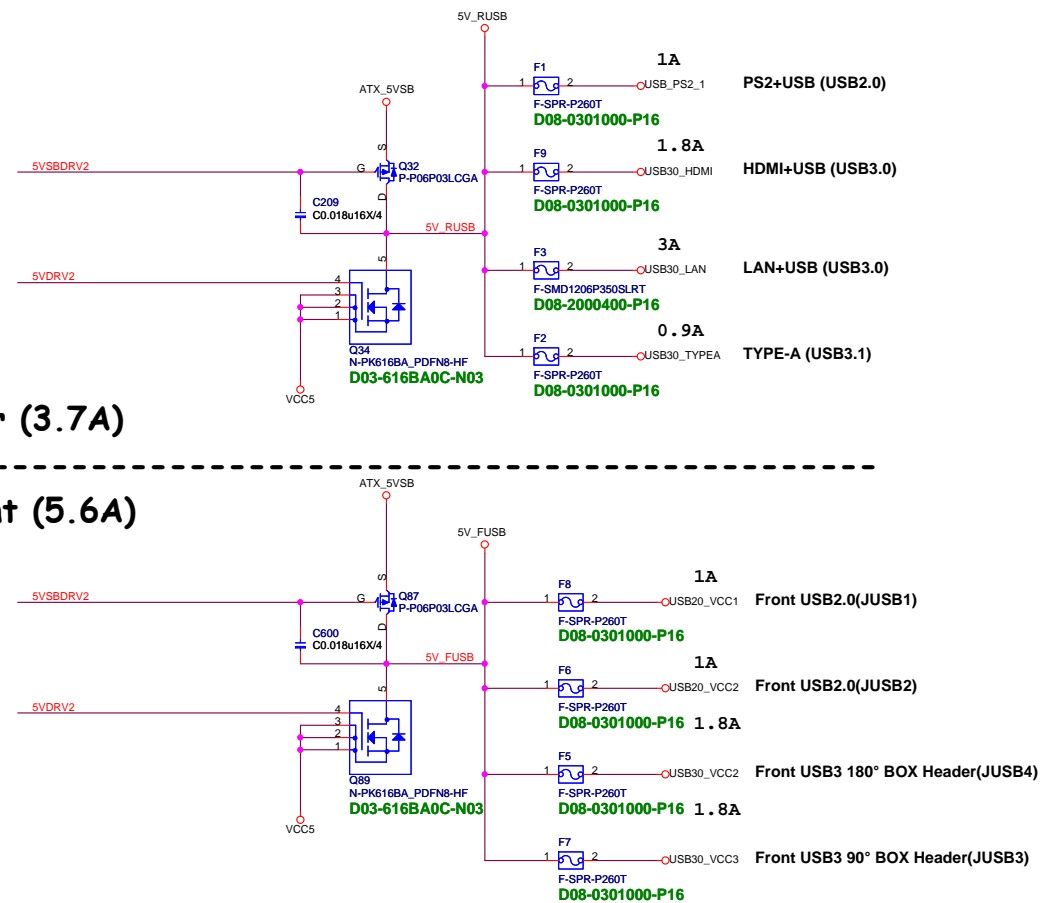 5V_RUSB
ATX_5VSB
5VSBDRV2
S
G
D
Q32
P-P06P03LCGA
C209
C0.018u16X/4
5V_RUSB
5VDRV2
5
4
3
2
1
Q34
N-PK616BA_PDFN8-HF
D03-616BA0C-N03
VCC5
1A
F1
1 2 USB_PS2_1 PS2+USB (USB2.0)
F-SPR-P260T
D08-0301000-P16
1.8A
F9
1 2 USB30_HDMI HDMI+USB (USB3.0)
F-SPR-P260T
D08-0301000-P16
3A
F3
1 2 USB30_LAN LAN+USB (USB3.0)
F-SMD1206P350SLRT
D08-2000400-P16
0.9A
F2
1 2 USB30_TYPEA TYPE-A (USB3.1)
F-SPR-P260T
D08-0301000-P16
(3.7A)
(5.6A)
ATX_5VSB
5V_FUSB
5VSBDRV2
S
G
D
Q87
P-P06P03LCGA
C600
C0.018u16X/4
5V_FUSB
5VDRV2
5
4
3
2
1
Q89
N-PK616BA_PDFN8-HF
D03-616BA0C-N03
VCC5
1A
F8
1 2 USB20_VCC1 Front USB2.0(JUSB1)
F-SPR-P260T
D08-0301000-P16
1A
F6
1 2 USB20_VCC2 Front USB2.0(JUSB2)
F-SPR-P260T
D08-0301000-P16 1.8A
F5
1 2 USB30_VCC2 Front USB3 180° BOX Header(JUSB4)
F-SPR-P260T
D08-0301000-P16 1.8A
F7
1 2 USB30_VCC3 Front USB3 90° BOX Header(JUSB3)
F-SPR-P260T
D08-0301000-P16